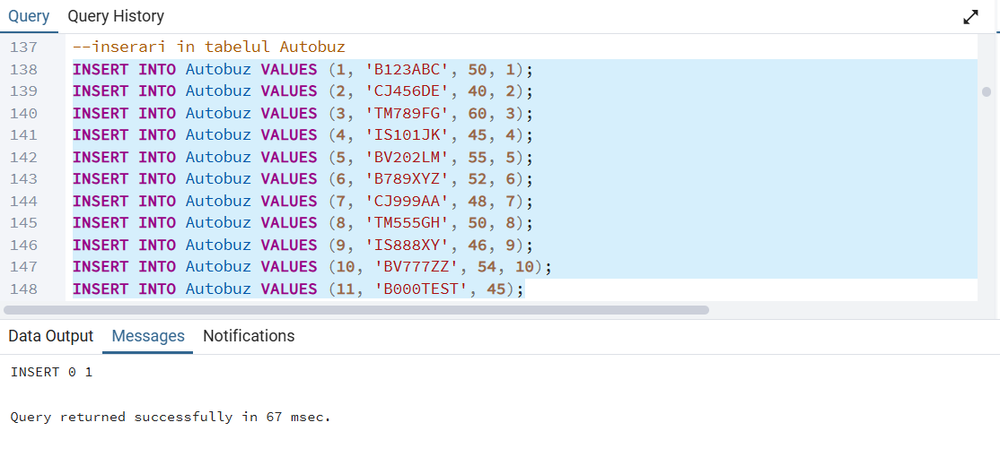 Query Query History
137 --inserari in tabelul Autobuz
138 INSERT INTO Autobuz VALUES (1, 'B123ABC', 50, 1);
139 INSERT INTO Autobuz VALUES (2, 'CJ456DE', 40, 2);
140 INSERT INTO Autobuz VALUES (3, 'TM789FG', 60, 3);
141 INSERT INTO Autobuz VALUES (4, 'IS101JK', 45, 4);
142 INSERT INTO Autobuz VALUES (5, 'BV202LM', 55, 5);
143 INSERT INTO Autobuz VALUES (6, 'B789XYZ', 52, 6);
144 INSERT INTO Autobuz VALUES (7, 'CJ999AA', 48, 7);
145 INSERT INTO Autobuz VALUES (8, 'TM555GH', 50, 8);
146 INSERT INTO Autobuz VALUES (9, 'IS888XY', 46, 9);
147 INSERT INTO Autobuz VALUES (10, 'BV777ZZ', 54, 10);
148 INSERT INTO Autobuz VALUES (11, 'B000TEST', 45);
Data Output Messages Notifications
INSERT 0 1
Query returned successfully in 67 msec.